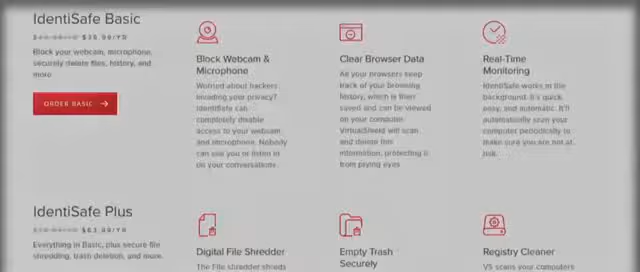 IdentiSafe Basic
$39.99/YR
Block your webcam, microphone,
securely delete files, history, and
more
ORDER BASIC
Block Webcam &
Microphone
Worried about hackers
invading your privacy?
IdentiSafe can
completely disable
access to your webcam
and microphone. Nobody
can see you or listen in
on your conversations.
Clear Browser Data
All your browsers keep
track of your browsing
history, which is then
saved and can be viewed
on your computer.
VirtualShield will scan
and delete this
information, protecting it
from prying eyes
Real-Time
Monitoring
IdentiSafe works in the
background. It's quick,
easy, and automatic. It'll
automatically scan your
computer periodically to
make sure you are not at
risk.
IdentiSafe Plus
$63.99/YR
Everything in Basic, plus secure file
shredding, trash deletion, and more.
Digital File Shredder
The File shredder shreds
Empty Trash
Securely
Registry Cleaner
VS scans your computers